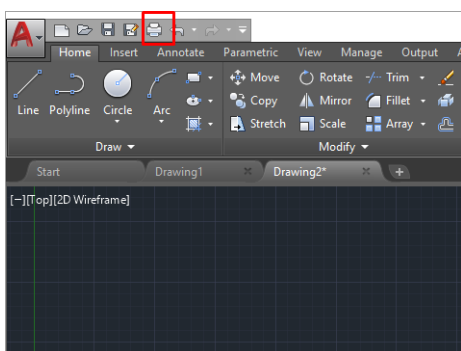 A
Home Insert Annotate Parametric View Manage Output
Line Polyline Circle Arc
Move Rotate Trim
Copy Mirror Fillet
Stretch Scale Array
Draw Modify
Start Drawing1 Drawing2*
[−][Top][2D Wireframe]